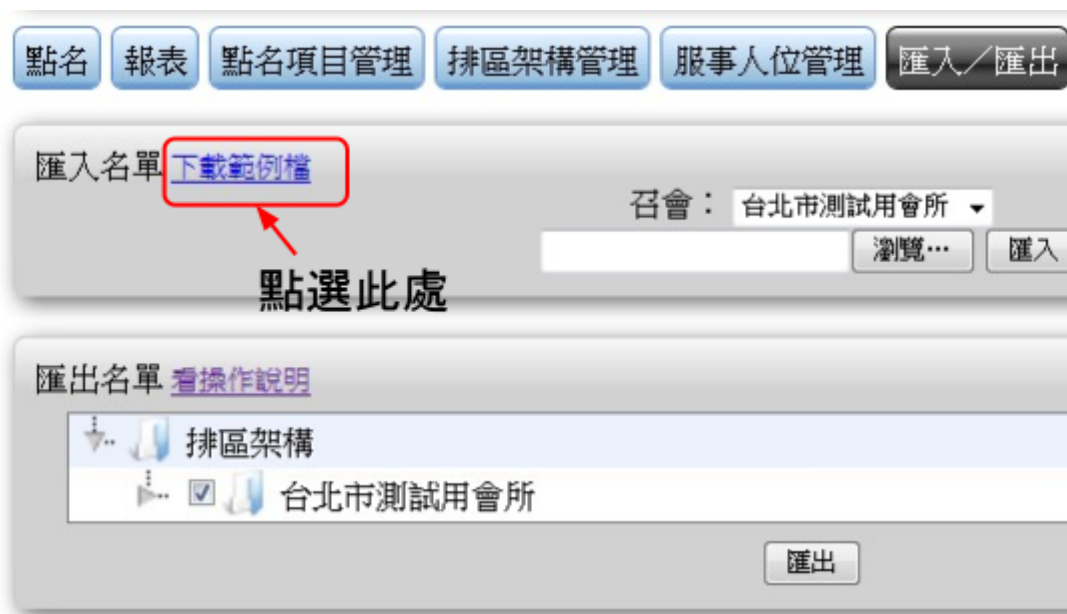 點名 報表 點名項目管理 排區架構管理 服事人位管理 匯入／匯出
匯入名單 下載範例檔
召會： 台北市測試用會所
瀏覽… 匯入
點選此處
匯出名單 看操作說明
排區架構
台北市測試用會所
匯出